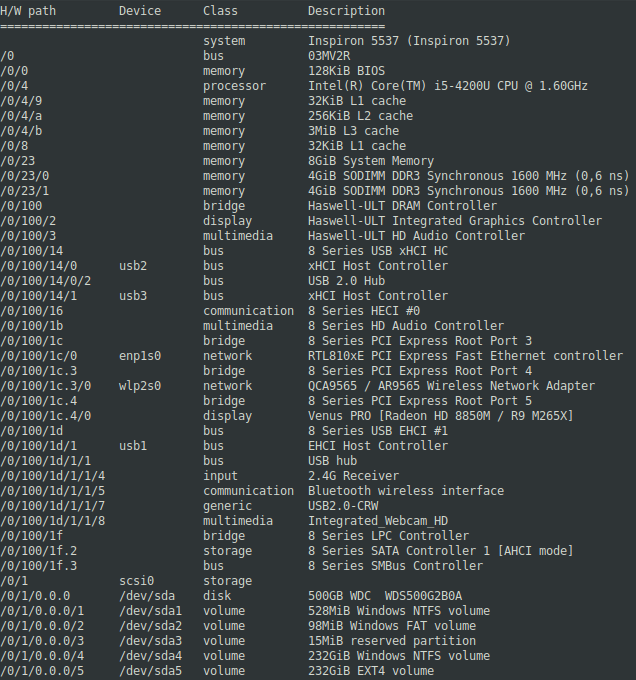 H/W path Device Class Description
=======================================================
system Inspiron 5537 (Inspiron 5537)
/0 bus 03MV2R
/0/0 memory 128KiB BIOS
/0/4 processor Intel(R) Core(TM) i5-4200U CPU @ 1.60GHz
/0/4/9 memory 32KiB L1 cache
/0/4/a memory 256KiB L2 cache
/0/4/b memory 3MiB L3 cache
/0/8 memory 32KiB L1 cache
/0/23 memory 8GiB System Memory
/0/23/0 memory 4GiB SODIMM DDR3 Synchronous 1600 MHz (0,6 ns)
/0/23/1 memory 4GiB SODIMM DDR3 Synchronous 1600 MHz (0,6 ns)
/0/100 bridge Haswell-ULT DRAM Controller
/0/100/2 display Haswell-ULT Integrated Graphics Controller
/0/100/3 multimedia Haswell-ULT HD Audio Controller
/0/100/14 bus 8 Series USB xHCI HC
/0/100/14/0 usb2 bus xHCI Host Controller
/0/100/14/0/2 bus USB 2.0 Hub
/0/100/14/1 usb3 bus xHCI Host Controller
/0/100/16 communication 8 Series HECI #0
/0/100/1b multimedia 8 Series HD Audio Controller
/0/100/1c bridge 8 Series PCI Express Root Port 3
/0/100/1c/0 enp1s0 network RTL810xE PCI Express Fast Ethernet controller
/0/100/1c.3 bridge 8 Series PCI Express Root Port 4
/0/100/1c.3/0 wlp2s0 network QCA9565 / AR9565 Wireless Network Adapter
/0/100/1c.4 bridge 8 Series PCI Express Root Port 5
/0/100/1c.4/0 display Venus PRO [Radeon HD 8850M / R9 M265X]
/0/100/1d bus 8 Series USB EHCI #1
/0/100/1d/1 usb1 bus EHCI Host Controller
/0/100/1d/1/1 bus USB hub
/0/100/1d/1/1/4 input 2.4G Receiver
/0/100/1d/1/1/5 communication Bluetooth wireless interface
/0/100/1d/1/1/7 generic USB2.0-CRW
/0/100/1d/1/1/8 multimedia Integrated_Webcam_HD
/0/100/1f bridge 8 Series LPC Controller
/0/100/1f.2 storage 8 Series SATA Controller 1 [AHCI mode]
/0/100/1f.3 bus 8 Series SMBus Controller
/0/1 scsi0 storage
/0/1/0.0.0 /dev/sda disk 500GB WDC WDS500G2B0A
/0/1/0.0.0/1 /dev/sda1 volume 528MiB Windows NTFS volume
/0/1/0.0.0/2 /dev/sda2 volume 98MiB Windows FAT volume
/0/1/0.0.0/3 /dev/sda3 volume 15MiB reserved partition
/0/1/0.0.0/4 /dev/sda4 volume 232GiB Windows NTFS volume
/0/1/0.0.0/5 /dev/sda5 volume 232GiB EXT4 volume